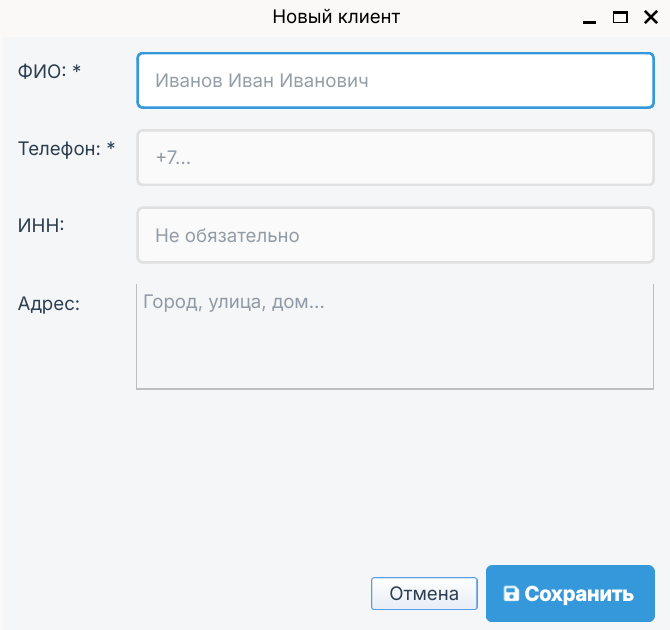 Новый клиент
ФИО: *
Иванов Иван Иванович
Телефон: *
+7...
ИНН:
Не обязательно
Адрес:
Город, улица, дом...
Отмена
Сохранить